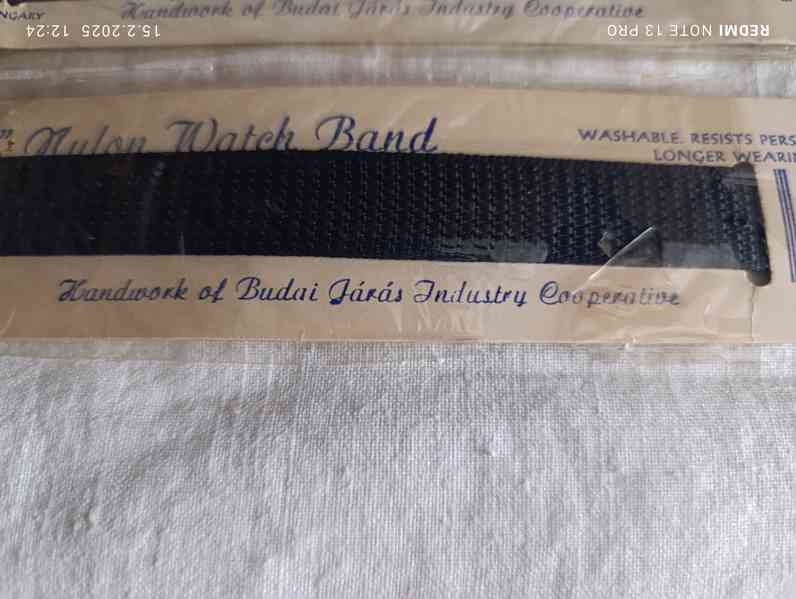 NGARY
Handwork of Budai Járás Industry Cooperative
15.2.2025 12:24
REDMI NOTE 13 PRO
Nylon Watch Band
WASHABLE. RESISTS PERS
LONGER WEARIN
Handwork of Budai Járás Industry Cooperative